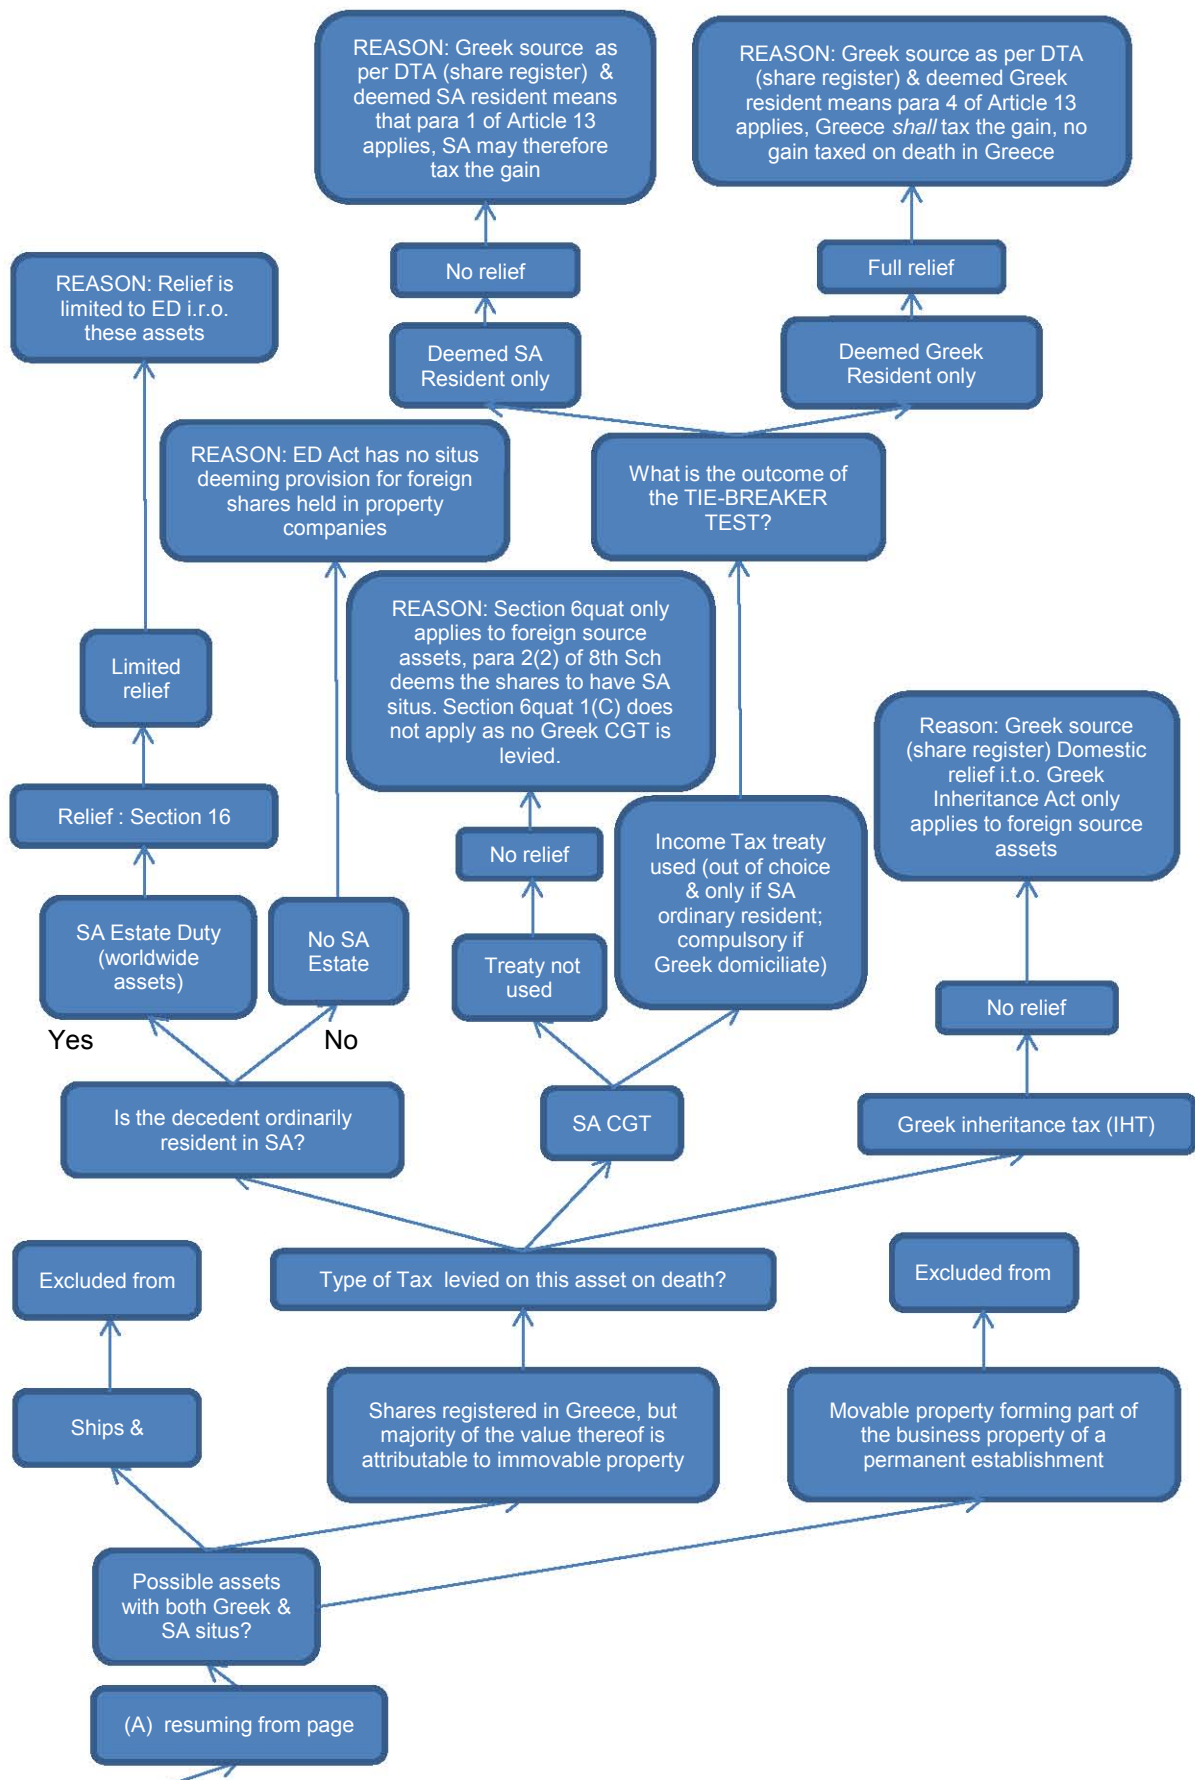 REASON: Greek source as
per DTA (share register) &
deemed SA resident means
that para 1 of Article 13
applies, SA may therefore
tax the gain
REASON: Greek source as per DTA
(share register) & deemed Greek
resident means para 4 of Article 13
applies, Greece shall tax the gain, no
gain taxed on death in Greece
No relief
Full relief
REASON: Relief is
limited to ED i.r.o.
these assets
Deemed SA
Resident only
Deemed Greek
Resident only
REASON: ED Act has no situs
deeming provision for foreign
shares held in property
companies
What is the outcome of
the TIE-BREAKER
TEST?
REASON: Section 6quat only
applies to foreign source
assets, para 2(2) of 8th Sch
deems the shares to have SA
situs. Section 6quat 1(C) does
not apply as no Greek CGT is
levied.
Limited
relief
Reason: Greek source
(share register) Domestic
relief i.t.o. Greek
Inheritance Act only
applies to foreign source
assets
Relief : Section 16
No relief
Income Tax treaty
used (out of choice
& only if SA
ordinary resident;
compulsory if
Greek domiciliate)
SA Estate Duty
(worldwide
assets)
No SA
Estate
Treaty not
used
No relief
Yes
No
Is the decedent ordinarily
resident in SA?
SA CGT
Greek inheritance tax (IHT)
Excluded from
Type of Tax levied on this asset on death?
Excluded from
Ships &
Shares registered in Greece, but
majority of the value thereof is
attributable to immovable property
Movable property forming part of
the business property of a
permanent establishment
Possible assets
with both Greek &
SA situs?
(A) resuming from page